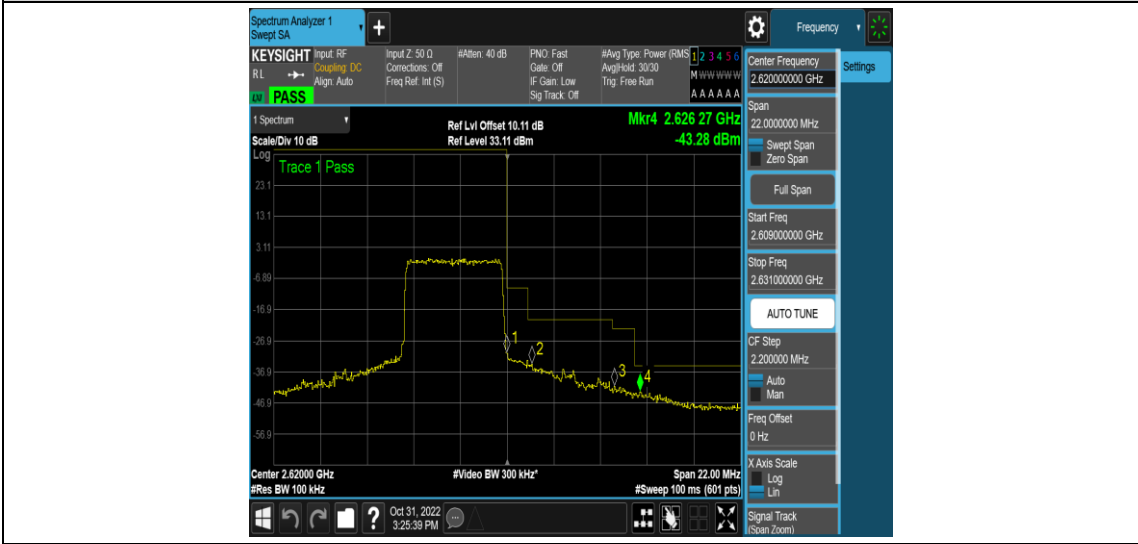 Spectrum Analyzer 1
Swept SA
+
Frequency
KEYSIGHT
RL
PASS
Input: RF
Coupling: DC
Align: Auto
Input Z: 50 Ω
Corrections: Off
Freq Ref: Int (S)
#Atten: 40 dB
PNO: Fast
Gate: Off
IF Gain: Low
Sig Track: Off
#Avg Type: Power (RMS
Avg|Hold: 30/30
Trig: Free Run
1 2 3 4 5 6
M W W W W W
A A A A A A
1 Spectrum
Scale/Div 10 dB
Ref Lvl Offset 10.11 dB
Ref Level 33.11 dBm
Mkr4 2.626 27 GHz
-43.28 dBm
Log
Trace 1 Pass
23.1
13.1
3.11
-6.89
-16.9
-26.9
-36.9
-46.9
-56.9
1
2
3
4
Center 2.62000 GHz
#Res BW 100 kHz
#Video BW 300 kHz*
Span 22.00 MHz
#Sweep 100 ms (601 pts)
?
Oct 31, 2022
3:25:39 PM
Center Frequency
2.620000000 GHz
Settings
Span
22.0000000 MHz
Swept Span
Zero Span
Full Span
Start Freq
2.609000000 GHz
Stop Freq
2.631000000 GHz
AUTO TUNE
CF Step
2.200000 MHz
Auto
Man
Freq Offset
0 Hz
X Axis Scale
Log
Lin
Signal Track
(Span Zoom)